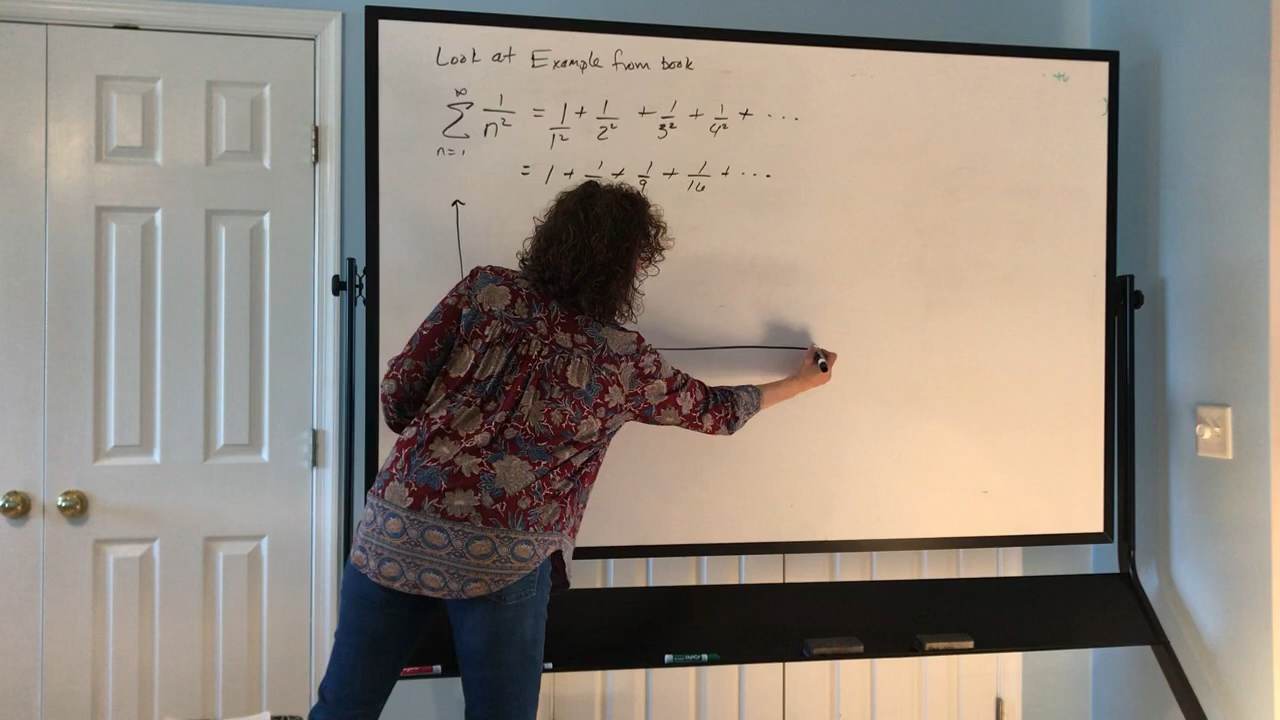 Look at Example from book
∞ ∑ n=1 1/n² = 1/1² + 1/2² + 1/3² + 1/4² + ...
= 1 + 1/ + 1/9 + 1/16 + ...